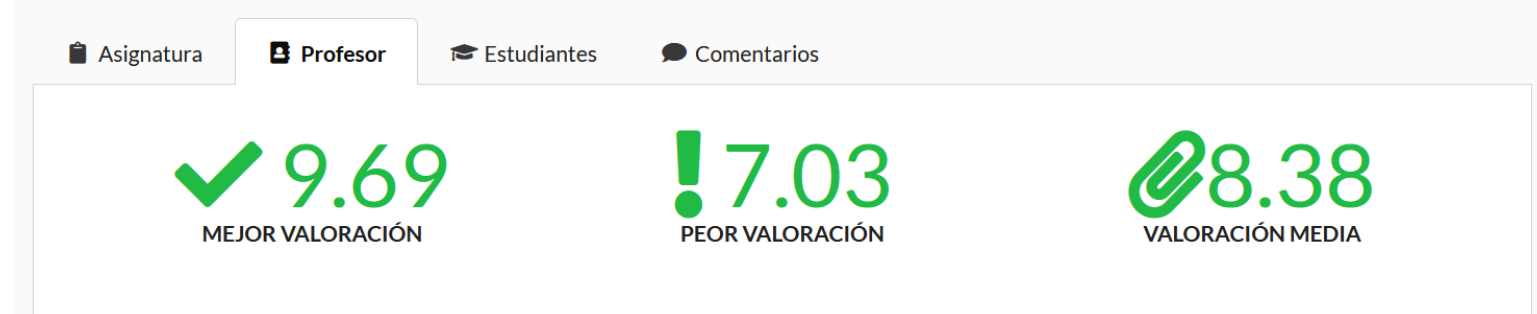 Asignatura Profesor Estudiantes Comentarios
9.69 7.03 8.38
MEJOR VALORACIÓN PEOR VALORACIÓN VALORACIÓN MEDIA